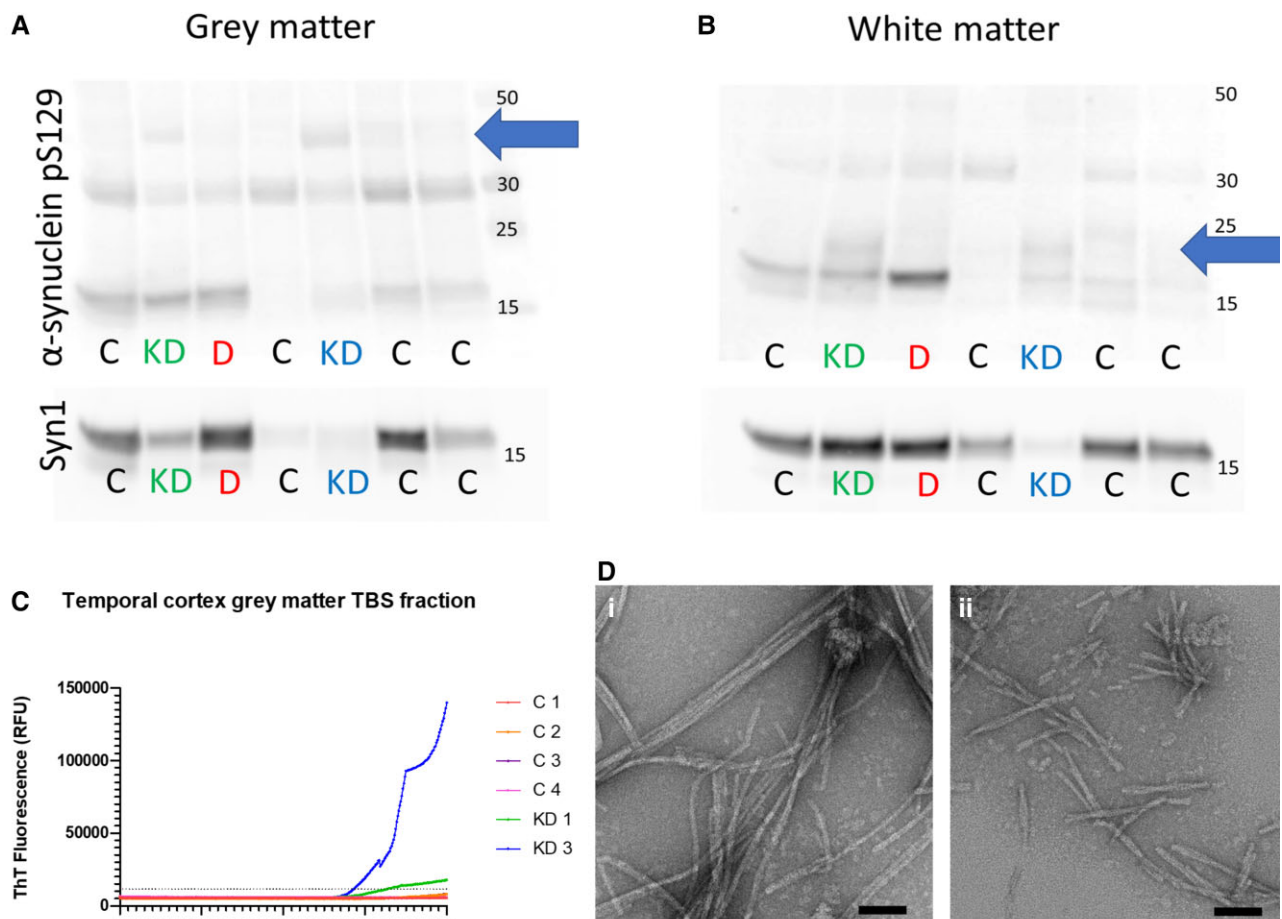 A
Grey matter
α-synuclein pS129
50
30
25
15
C KD D C KD C C
Syn1
15
C KD D C KD C C
B
White matter
50
30
25
15
C KD D C KD C C
15
C KD D C KD C C
C
Temporal cortex grey matter TBS fraction
ThT Fluorescence (RFU)
150000
100000
50000
0
C 1
C 2
C 3
C 4
KD 1
KD 3
D
i
ii